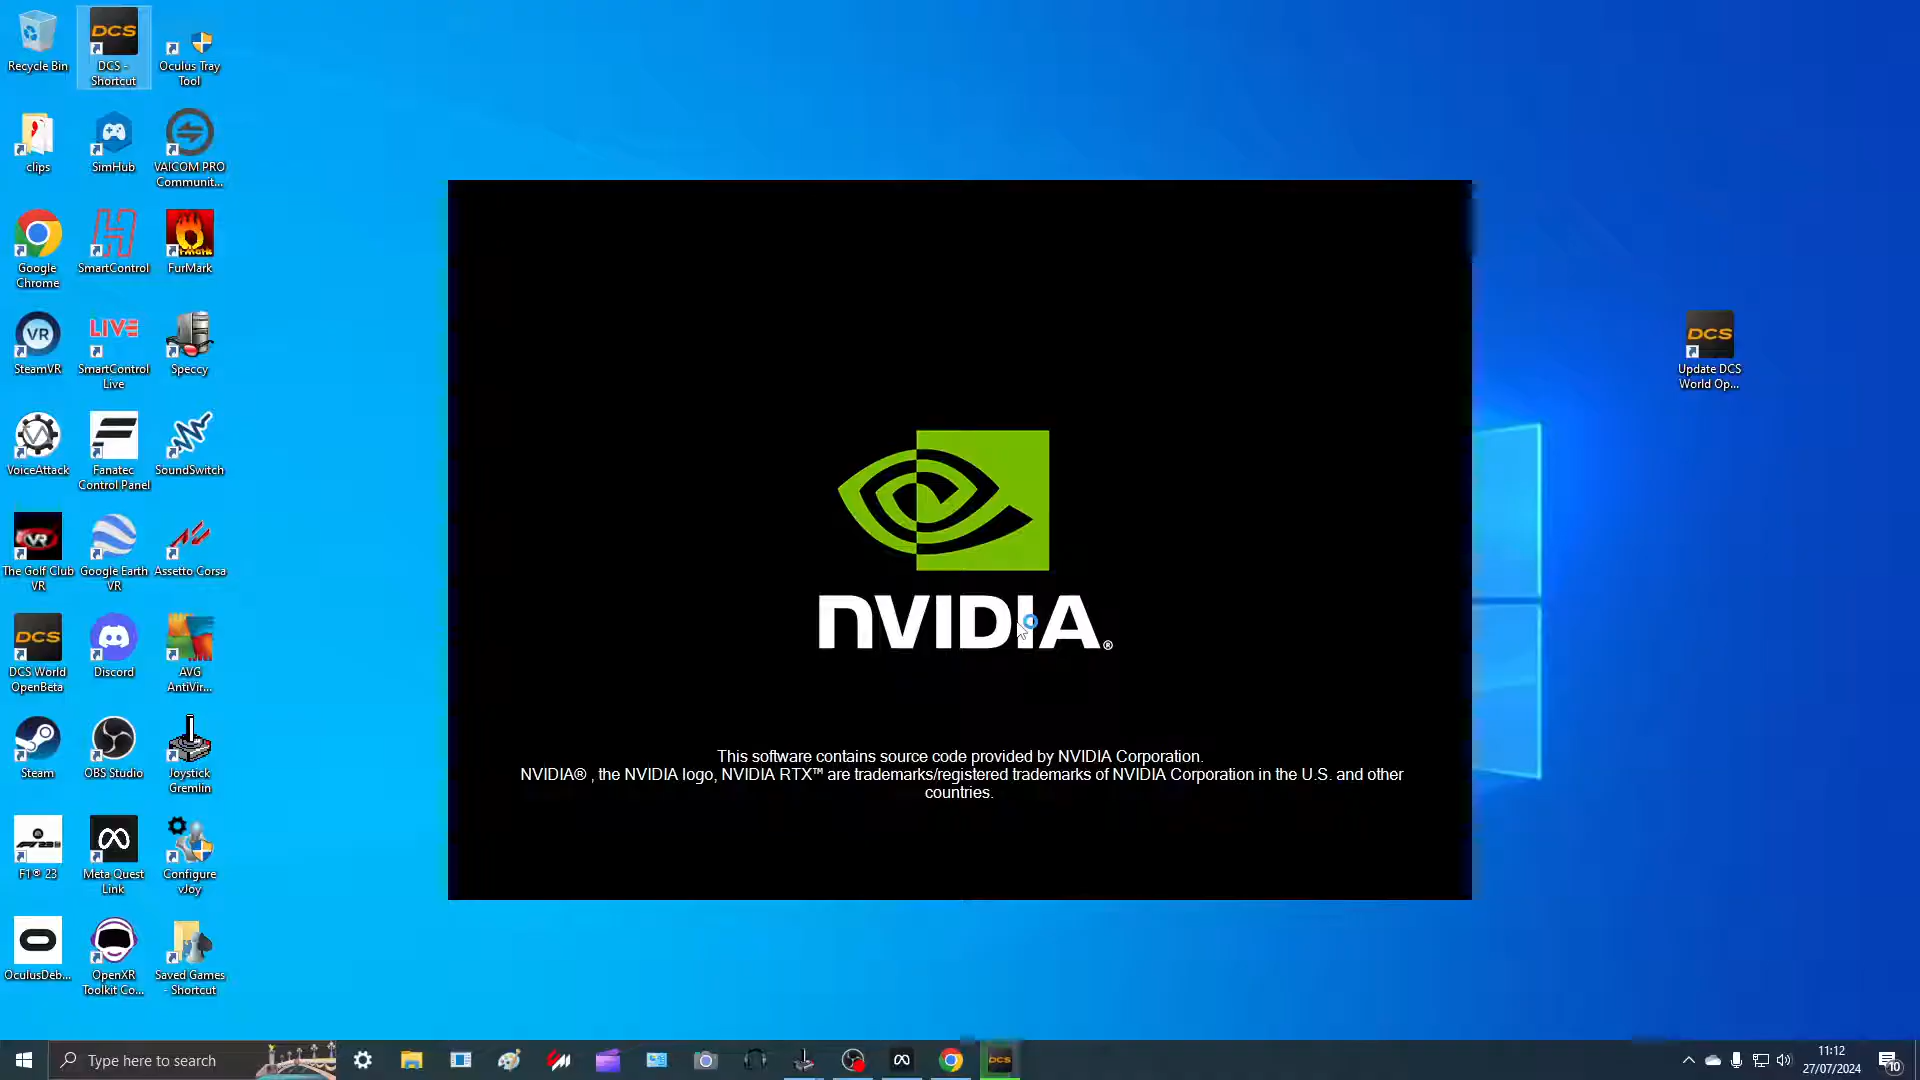 Recycle Bin
DCS -
Shortcut
Oculus Tray
Tool
clips
SimHub
VAICOM PRO
Communit...
Google
Chrome
SmartControl
FurMark
SteamVR
LIVE
SmartControl
Live
Speccy
VoiceAttack
Fanatec
Control Panel
SoundSwitch
The Golf Club
VR
Google Earth
VR
Assetto Corsa
DCS World
OpenBeta
Discord
AVG
AntiVir...
Steam
OBS Studio
Joystick
Gremlin
F1® 23
Meta Quest
Link
Configure
vJoy
OculusDeb...
OpenXR
Toolkit Co...
Saved Games
- Shortcut
DCS
Update DCS
World Op...
NVIDIA®
This software contains source code provided by NVIDIA Corporation.
NVIDIA® , the NVIDIA logo, NVIDIA RTX™ are trademarks/registered trademarks of NVIDIA Corporation in the U.S. and other
countries.
Type here to search
DCS
11:12
27/07/2024
10